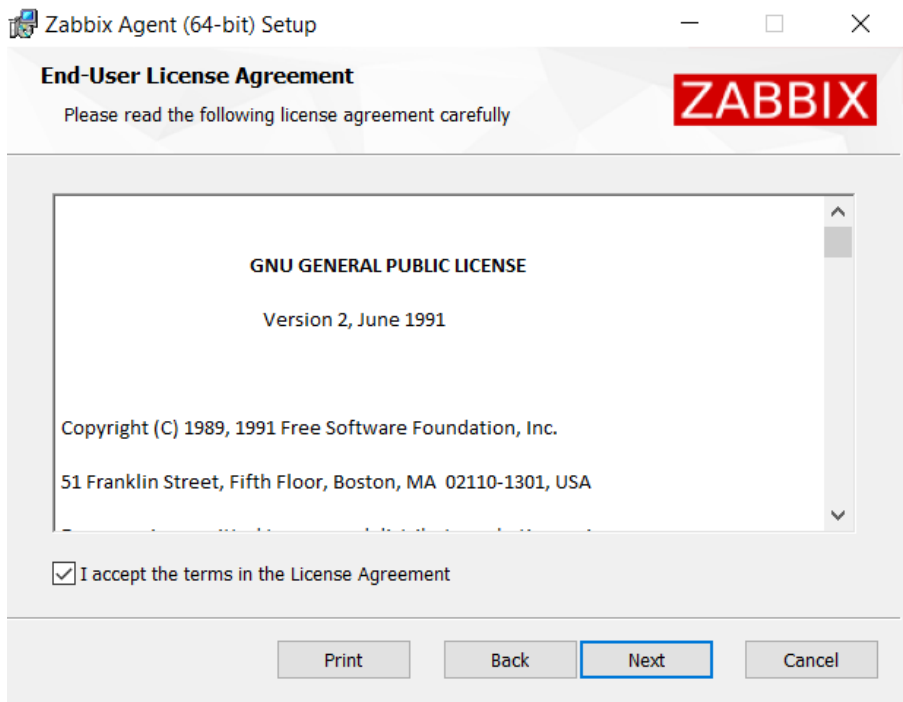 Zabbix Agent (64-bit) Setup
End-User License Agreement
Please read the following license agreement carefully
ZABBIX
GNU GENERAL PUBLIC LICENSE
Version 2, June 1991
Copyright (C) 1989, 1991 Free Software Foundation, Inc.
51 Franklin Street, Fifth Floor, Boston, MA 02110-1301, USA
I accept the terms in the License Agreement
Print Back Next Cancel